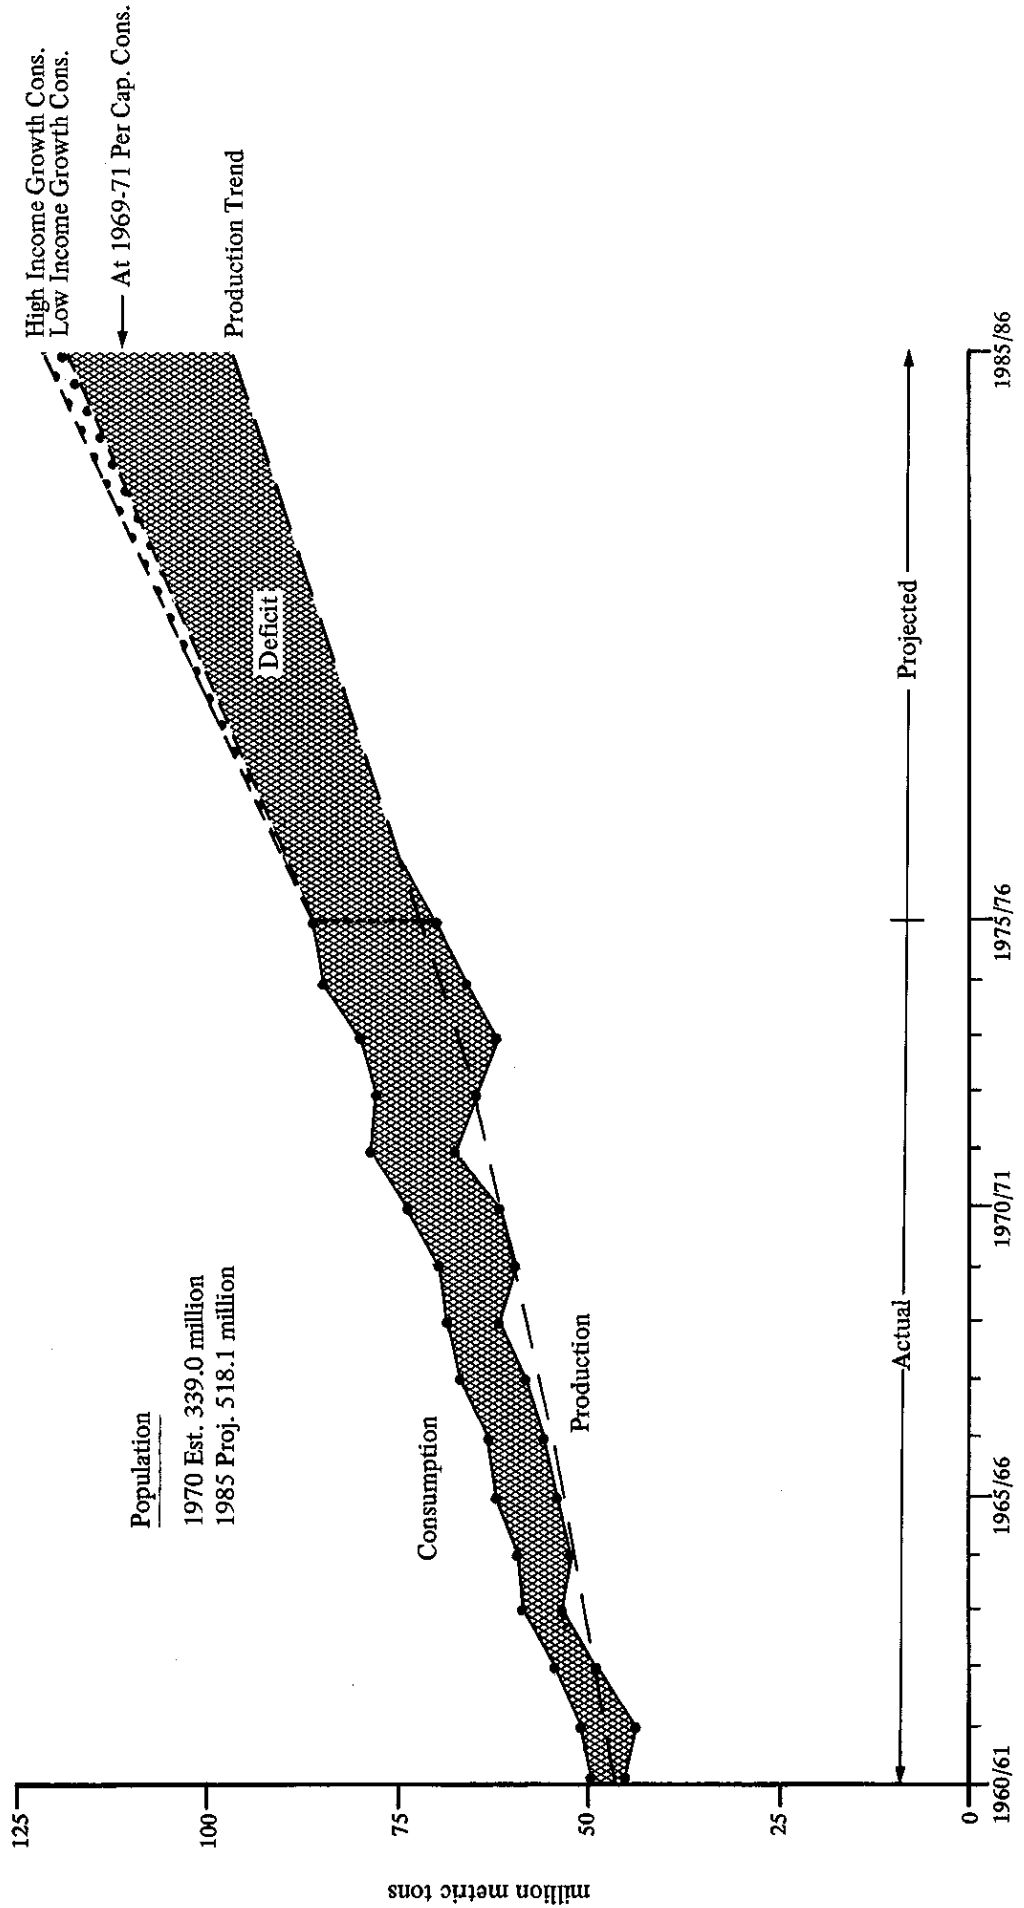 High Income Growth Cons.
Low Income Growth Cons.
At 1969-71 Per Cap. Cons.
Production Trend
Population
1970 Est. 339.0 million
1985 Proj. 518.1 million
Deficit
Consumption
Production
Actual
Projected
million metric tons
125
100
75
50
25
0
1960/61
1965/66
1970/71
1975/76
1985/86